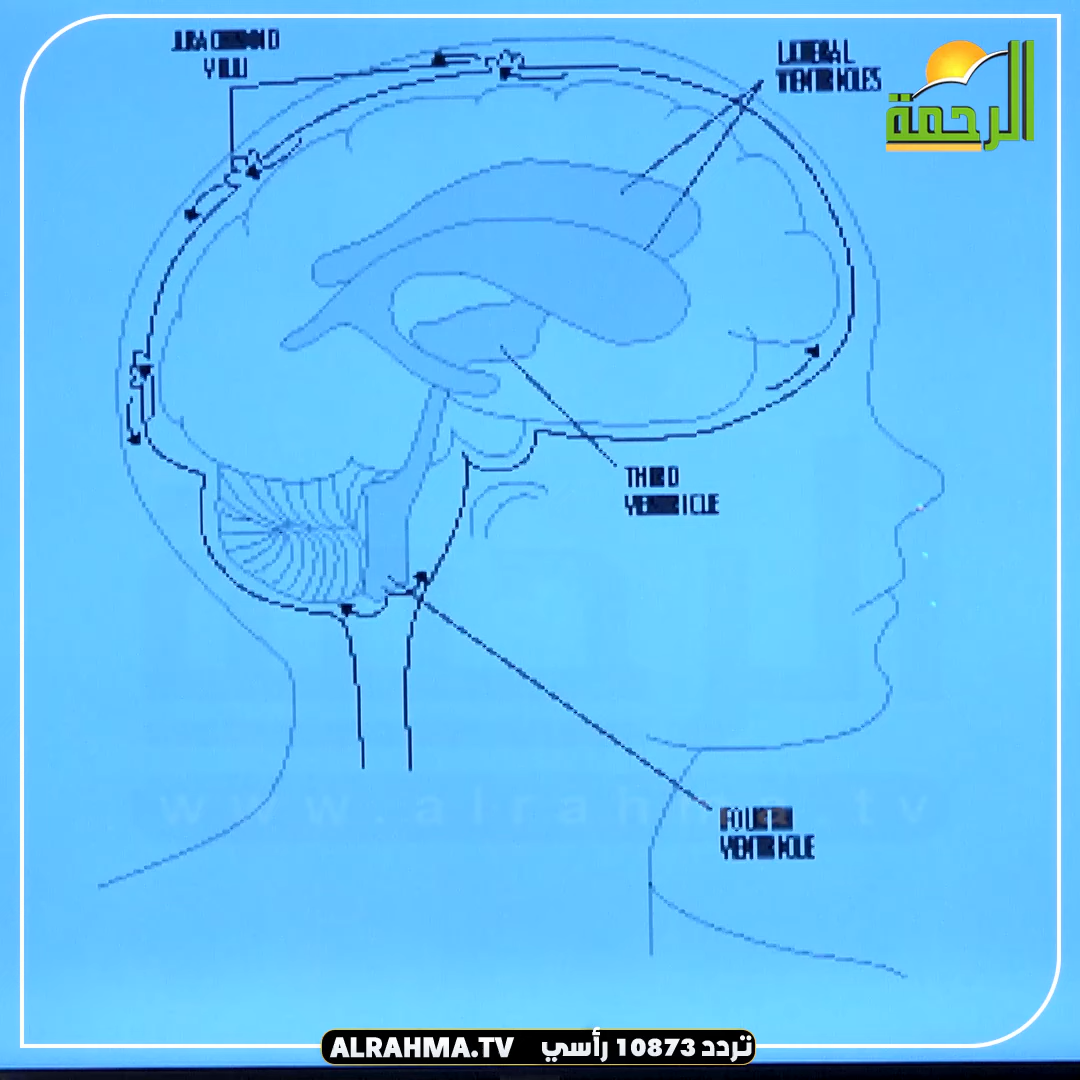 LATERAL
VENTRICLES
الرحمة
THIRD
VENTRICLE
www.alrahma.tv
FOURTH
VENTRICLE
ALRAHMA.TV تردد 10873 رأسي